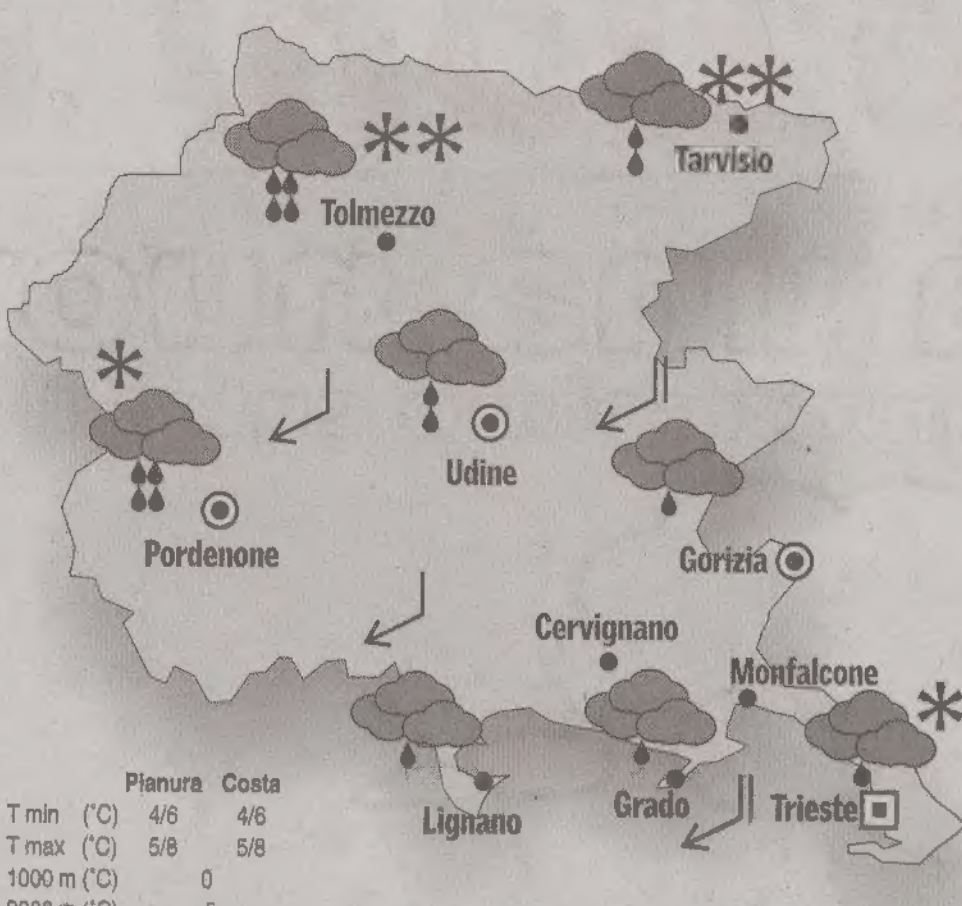 Tarvisio
Tolmezzo
Udine
Pordenone
Gorizia
Cervignano
Monfalcone
Lignano
Grado
Trieste
Pianura Costa
T min (°C) 4/6 4/6
T max (°C) 5/8 5/8
1000 m (°C) 0